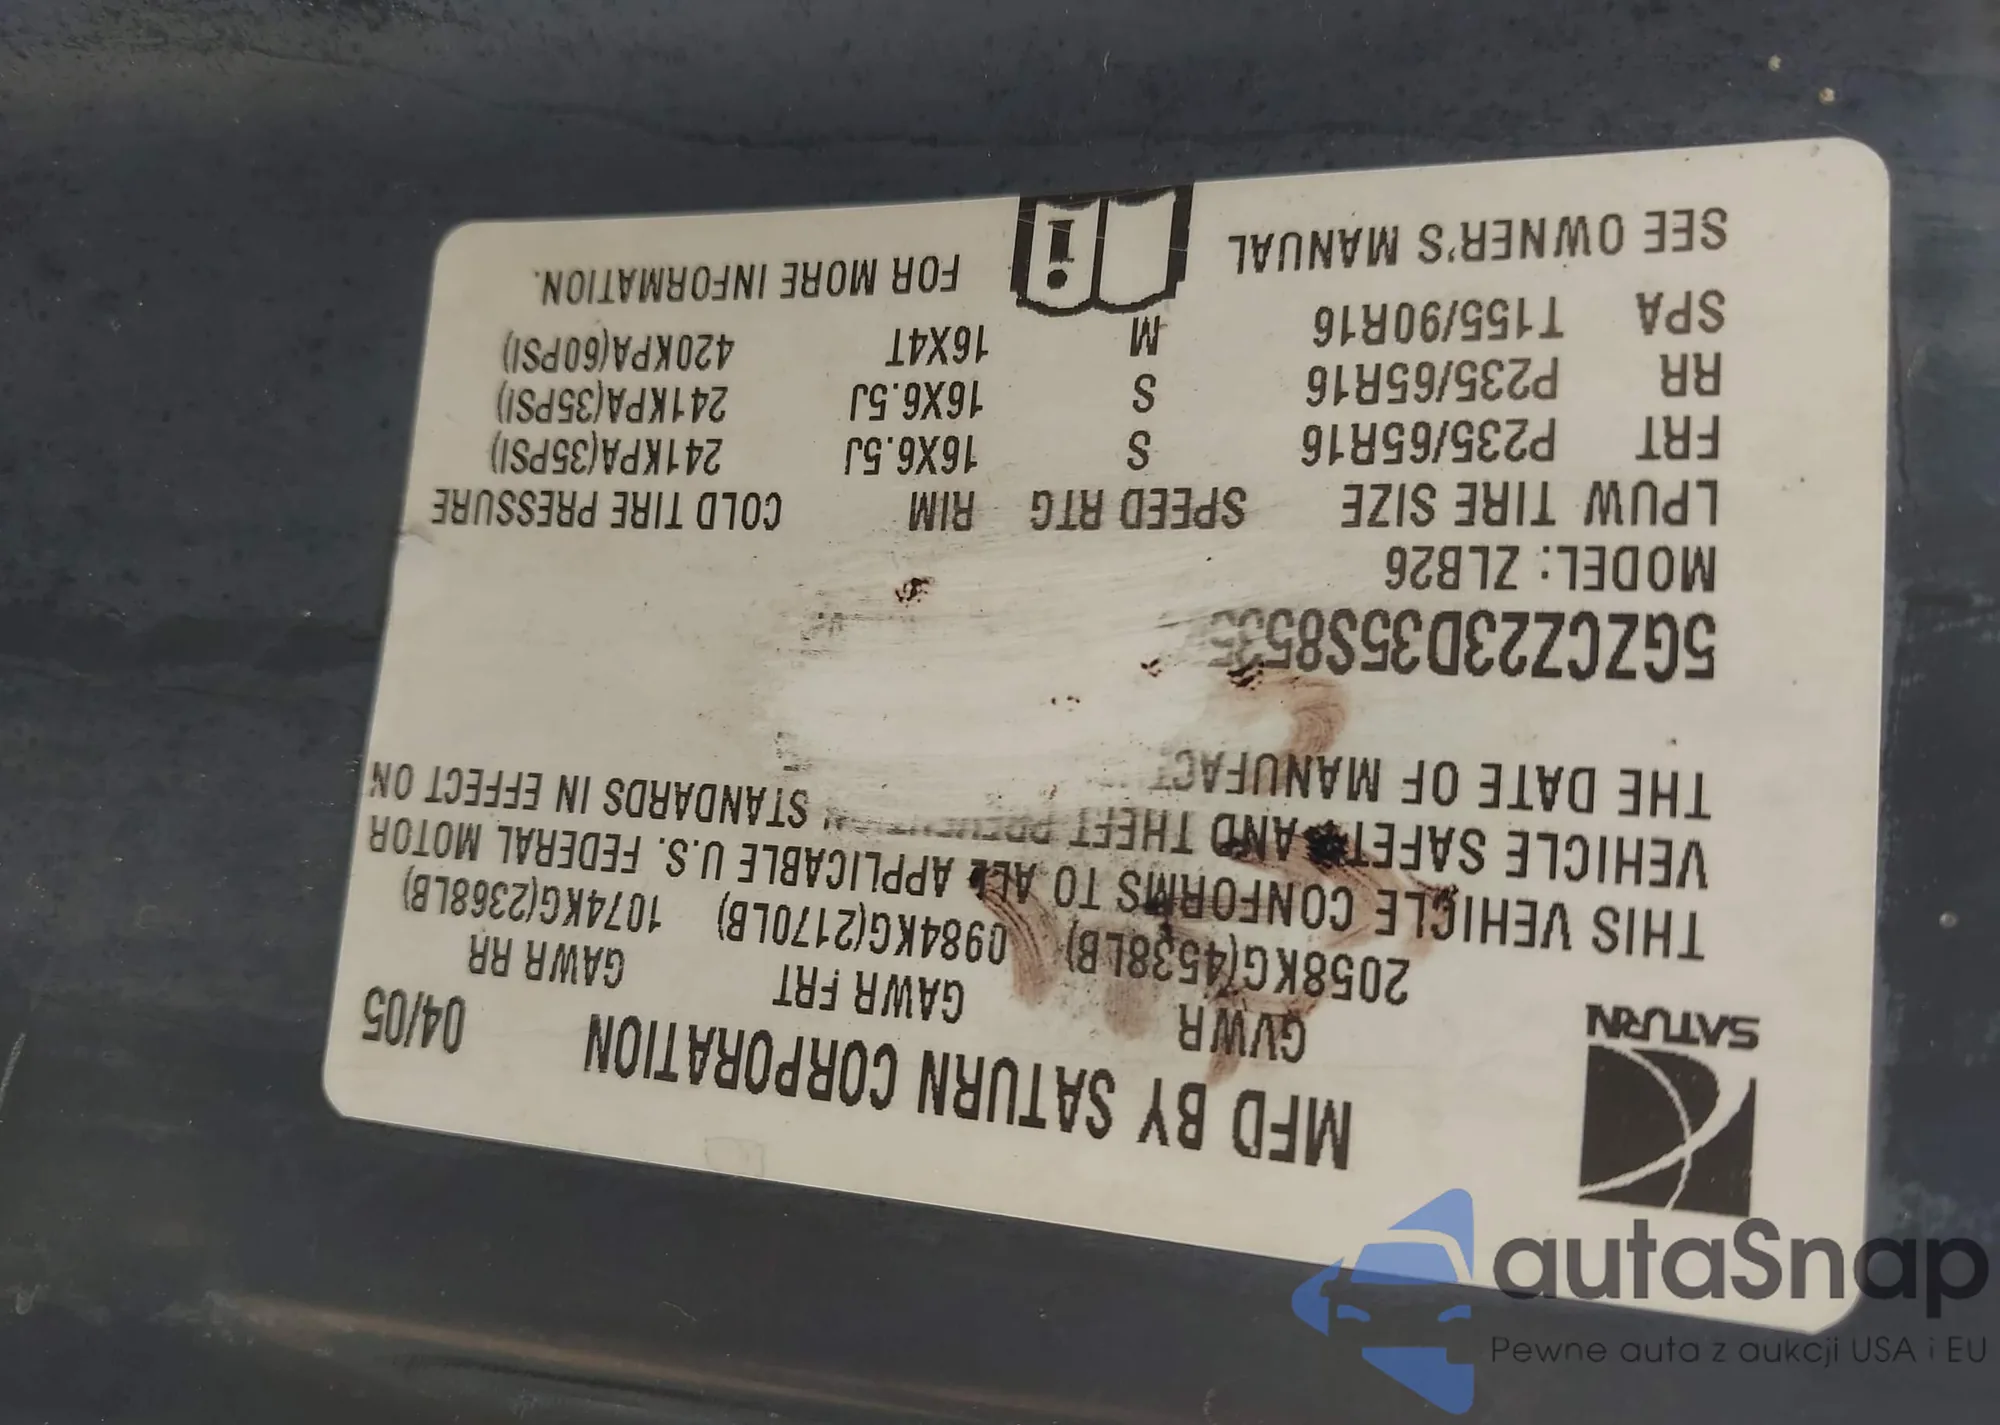 SATURN
MFD BY SATURN CORPORATION 04/05
GVWR GAWR FRT GAWR RR
2058KG(4538LB) 0984KG(2170LB) 1074KG(2368LB)
THIS VEHICLE CONFORMS TO ALL APPLICABLE U.S. FEDERAL MOTOR
VEHICLE SAFETY AND THEFT PREVENTION STANDARDS IN EFFECT ON
THE DATE OF MANUFACT
5GZCZ23D35S853
MODEL: ZLB26
LPUW TIRE SIZE SPEED RTG RIM COLD TIRE PRESSURE
FRT P235/65R16 S 16X6.5J 241KPA(35PSI)
RR P235/65R16 S 16X6.5J 241KPA(35PSI)
SPA T155/90R16 M 16X4T 420KPA(60PSI)
SEE OWNER'S MANUAL i FOR MORE INFORMATION.
autaSnap
Pewne auta z aukcji USA i EU